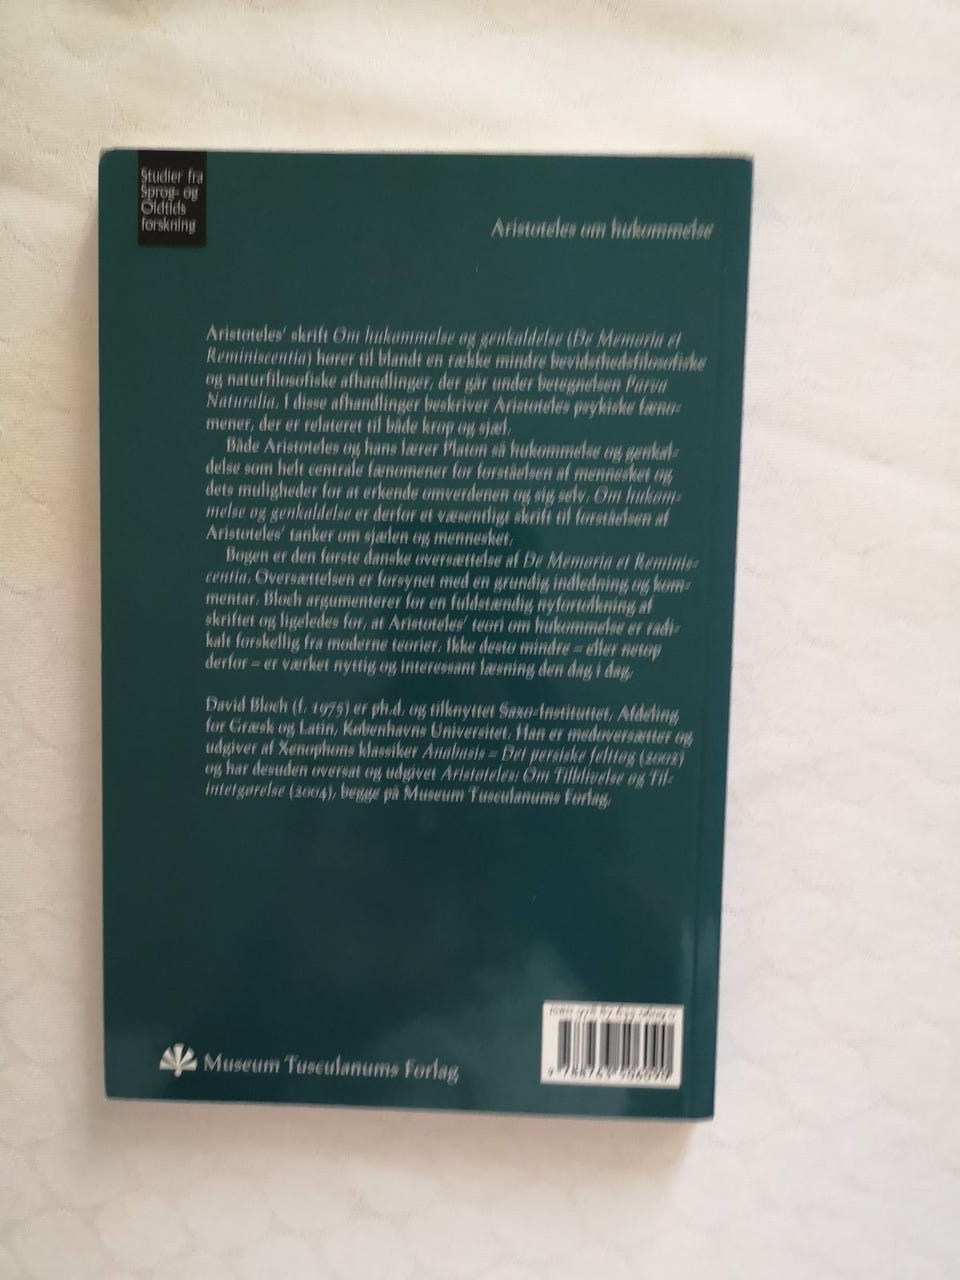 Studier fra
Sprog- og
Oldtids
forskning
Aristoteles om hukommelse
Aristoteles' skrift Om hukommelse og genkaldelse (De Memoria et
Reminiscentia) hører til blandt en række mindre bevidsthedsfilosofiske
og naturfilosofiske afhandlinger, der går under betegnelsen Parva
Naturalia. I disse afhandlinger beskriver Aristoteles psykiske fæno-
mener, der er relateret til både krop og sjæl.
Både Aristoteles og hans lærer Platon så hukommelse og genkal-
delse som helt centrale fænomener for forståelsen af mennesket og
dets muligheder for at erkende omverdenen og sig selv. Om hukom-
melse og genkaldelse er derfor et væsentligt skrift til forståelsen af
Aristoteles' tanker om sjælen og mennesket.
Bogen er den første danske oversættelse af De Memoria et Reminis-
centia. Oversættelsen er forsynet med en grundig indledning og kom-
mentar. Bloch argumenterer for en fuldstændig nyfortolkning af
skriftet og ligeledes for, at Aristoteles' teori om hukommelse er radi-
kalt forskellig fra moderne teorier. Ikke desto mindre – eller netop
derfor – er værket nyttig og interessant læsning den dag i dag.
David Bloch (f. 1975) er ph.d. og tilknyttet Saxo-Instituttet, Afdeling
for Græsk og Latin, Københavns Universitet. Han er medoversætter og
udgiver af Xenophons klassiker Anabasis – Det persiske felttog (2002)
og har desuden oversat og udgivet Aristoteles: Om Tilblivelse og Til-
intetgørelse (2004), begge på Museum Tusculanums Forlag.
Museum Tusculanums Forlag